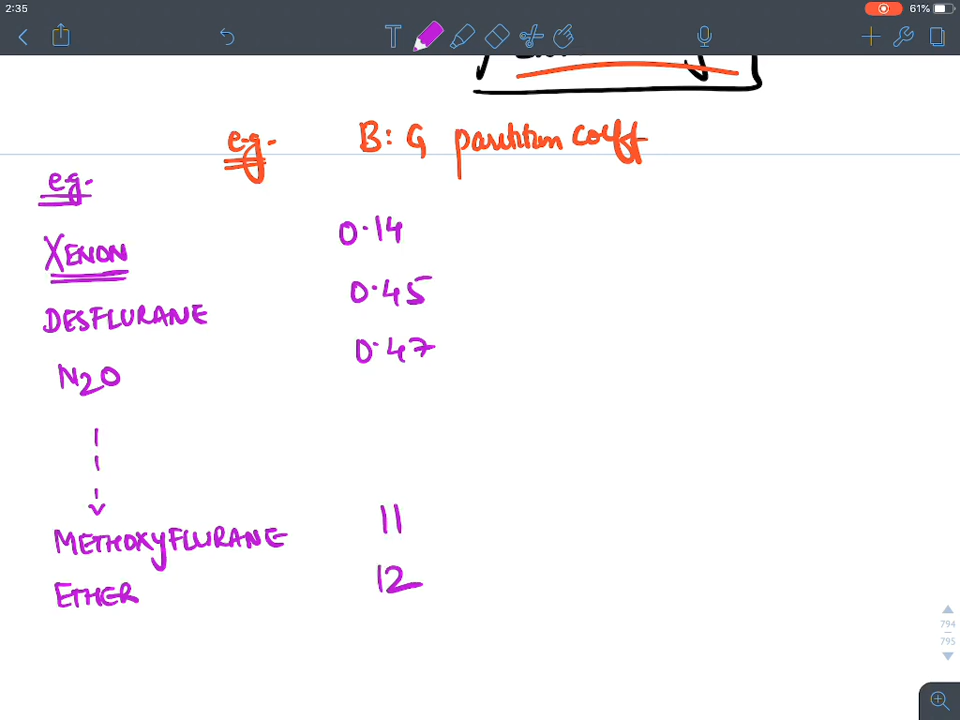 2:35
61%
T
e.g. B: G partition coeff
e.g.
XENON 0.14
DESFLURANE 0.45
N2O 0.47
METHOXYFLURANE 11
ETHER 12
794
795